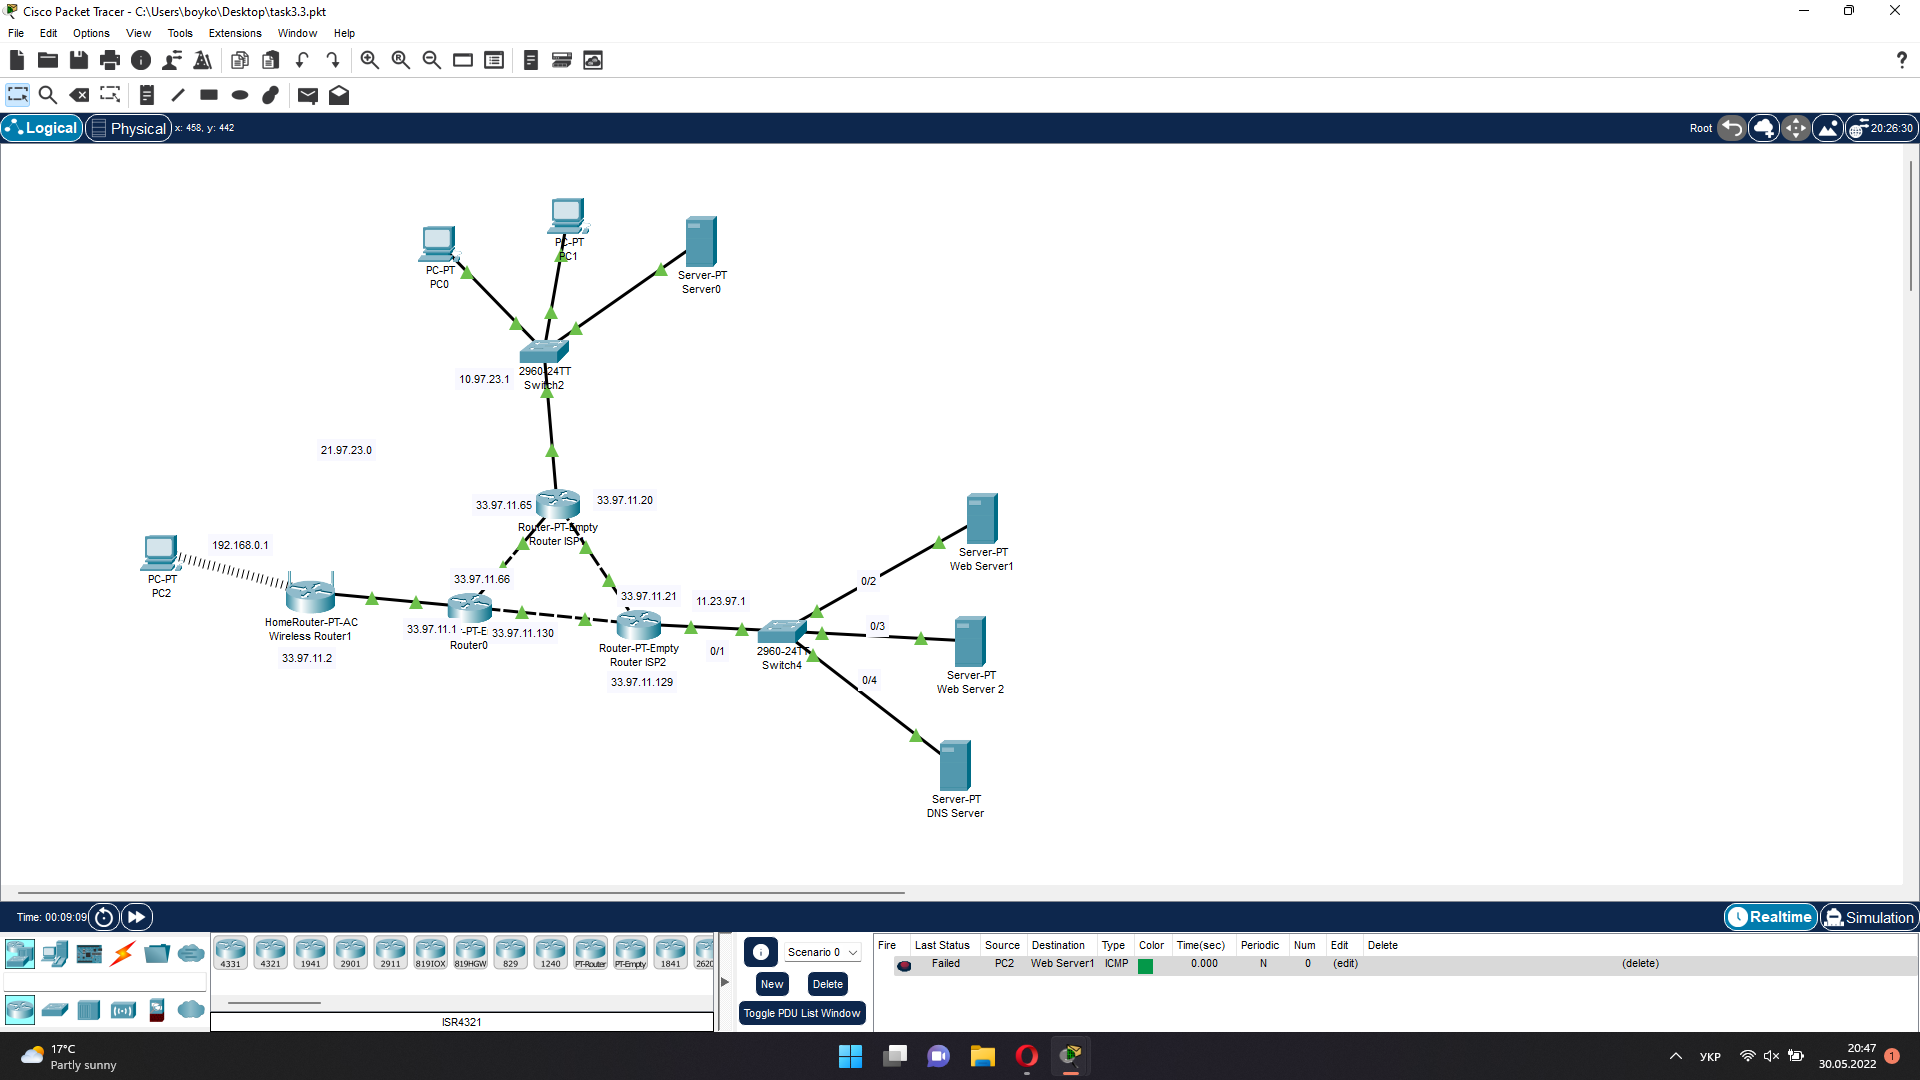 Cisco Packet Tracer - C:\Users\boyko\Desktop\task3.3.pkt
File Edit Options View Tools Extensions Window Help
Logical Physical x: 458, y: 442 Root 20:26:30
PC-PT
PC0
PC-PT
PC1
Server-PT
Server0
10.97.23.1
2960-24TT
Switch2
21.97.23.0
33.97.11.65
33.97.11.20
Router-PT-Empty
Router ISP
192.168.0.1
PC-PT
PC2
HomeRouter-PT-AC
Wireless Router1
33.97.11.2
33.97.11.66
33.97.11.1
-PT-E
Router0
33.97.11.130
33.97.11.21
Router-PT-Empty
Router ISP2
33.97.11.129
11.23.97.1
0/1
2960-24TT
Switch4
0/2
0/3
0/4
Server-PT
Web Server1
Server-PT
Web Server 2
Server-PT
DNS Server
Time: 00:09:09 Realtime Simulation
4331 4321 1941 2901 2911 819IOX 819HGW 829 1240 PT-Router PT-Empty 1841 2620
ISR4321
Scenario 0
New Delete
Toggle PDU List Window
Fire Last Status Source Destination Type Color Time(sec) Periodic Num Edit Delete
Failed PC2 Web Server1 ICMP 0.000 N 0 (edit) (delete)
17°C
Partly sunny
УКР
20:47
30.05.2022
1